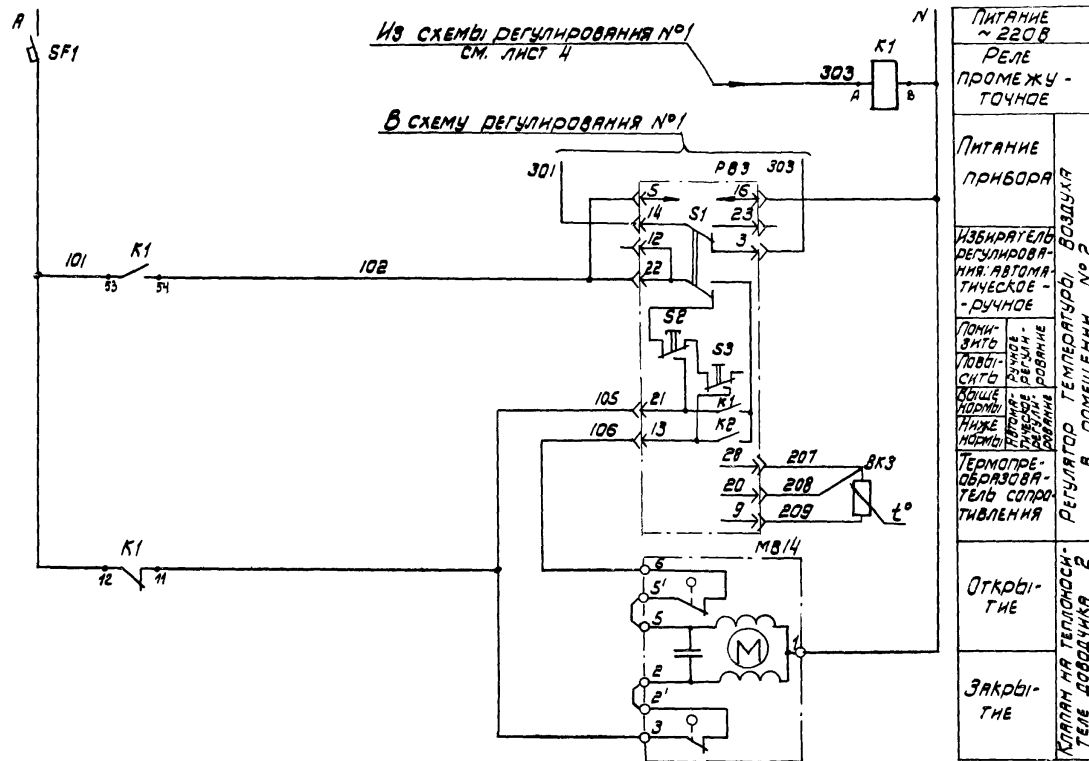 A
SF1
Из схемы регулирования №1
см. лист 4
303
A
K1
B
N
В схему регулирования №1
301
РВ3
303
5
16
14
S1
23
12
3
22
101
K1
53
54
102
S2
S3
105
21
K1
106
13
K2
28
207
ВК3
20
208
9
209
t°
K1
12
11
МВ14
6
5'
5
М
1
2
2'
3
Питание
~ 220В
Реле
промежу-
точное
Питание
прибора
Избиратель
регулирова-
ния: автома-
тическое -
- ручное
Пони-
зить
Повы-
сить
Ручное
регули-
рование
Выше
нормы
Ниже
нормы
Автома-
тическое
регули-
рование
Термопре-
образова-
тель сопро-
тивления
Регулятор температуры воздуха
в помещении № 2
Откры-
тие
Закры-
тие
Клапан на теплоноси-
теле доводчика 2